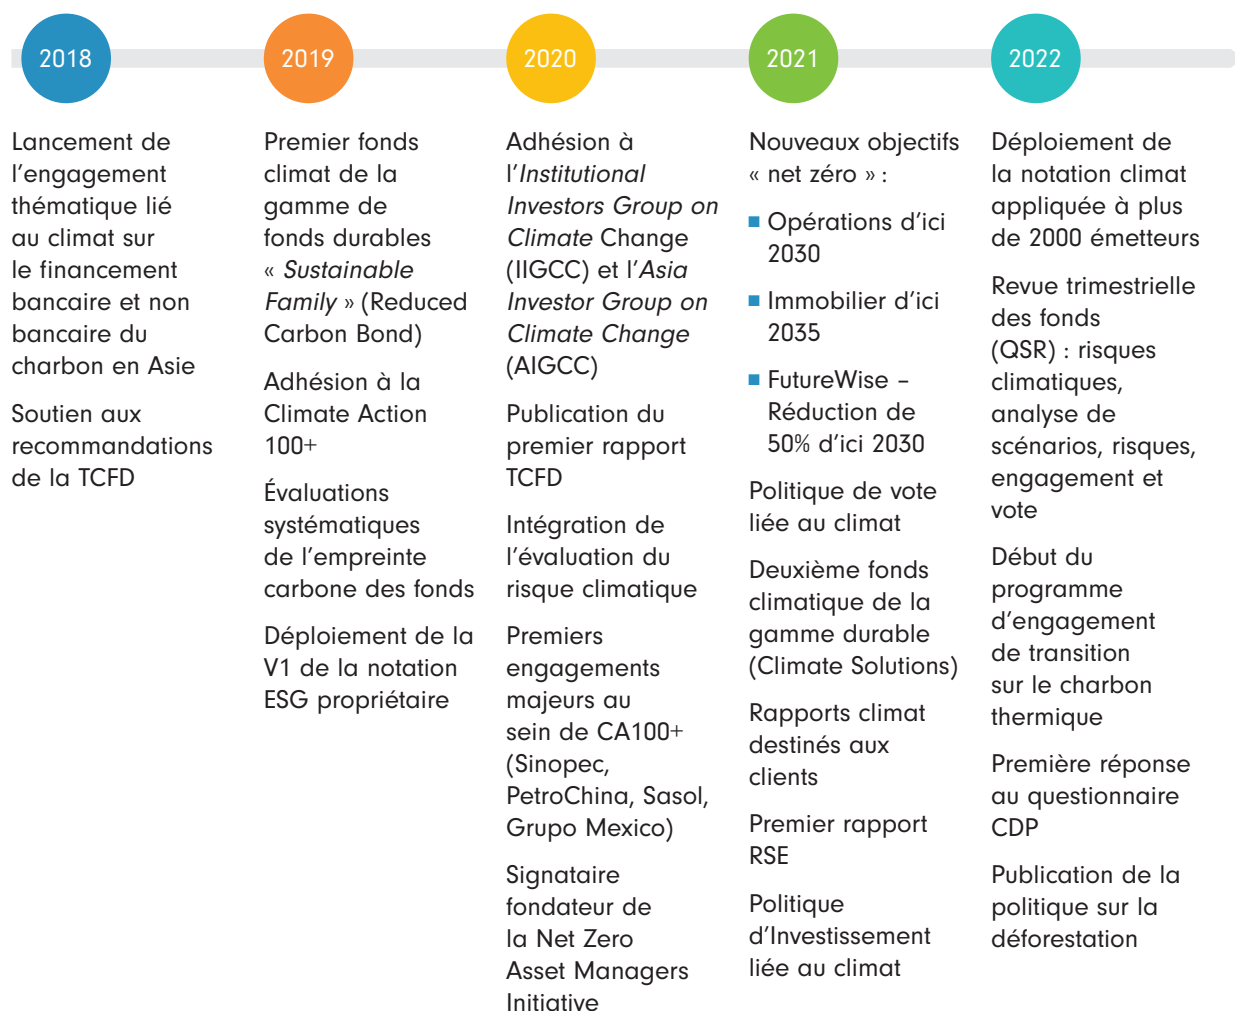 2018
Lancement de
l'engagement
thématique lié
au climat sur
le financement
bancaire et non
bancaire du
charbon en Asie
Soutien aux
recommandations
de la TCFD
2019
Premier fonds
climat de la
gamme de
fonds durables
« Sustainable
Family » (Reduced
Carbon Bond)
Adhésion à la
Climate Action
100+
Évaluations
systématiques
de l'empreinte
carbone des fonds
Déploiement de la
V1 de la notation
ESG propriétaire
2020
Adhésion à
l'Institutional
Investors Group on
Climate Change
(IIGCC) et l'Asia
Investor Group on
Climate Change
(AIGCC)
Publication du
premier rapport
TCFD
Intégration de
l'évaluation du
risque climatique
Premiers
engagements
majeurs au
sein de CA100+
(Sinopec,
PetroChina, Sasol,
Grupo Mexico)
Signataire
fondateur de
la Net Zero
Asset Managers
Initiative
2021
Nouveaux objectifs
« net zéro » :
Opérations d'ici
2030
Immobilier d'ici
2035
FutureWise –
Réduction de
50% d'ici 2030
Politique de vote
liée au climat
Deuxième fonds
climatique de la
gamme durable
(Climate Solutions)
Rapports climat
destinés aux
clients
Premier rapport
RSE
Politique
d'Investissement
liée au climat
2022
Déploiement de
la notation climat
appliquée à plus
de 2000 émetteurs
Revue trimestrielle
des fonds
(QSR) : risques
climatiques,
analyse de
scénarios, risques,
engagement et
vote
Début du
programme
d'engagement
de transition
sur le charbon
thermique
Première réponse
au questionnaire
CDP
Publication de la
politique sur la
déforestation